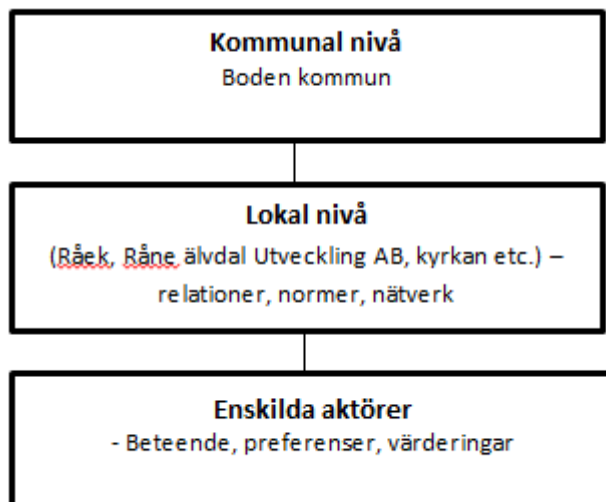 Kommunal nivå
Boden kommun
Lokal nivå
(Råek, Råne älvdal Utveckling AB, kyrkan etc.) –
relationer, normer, nätverk
Enskilda aktörer
- Beteende, preferenser, värderingar